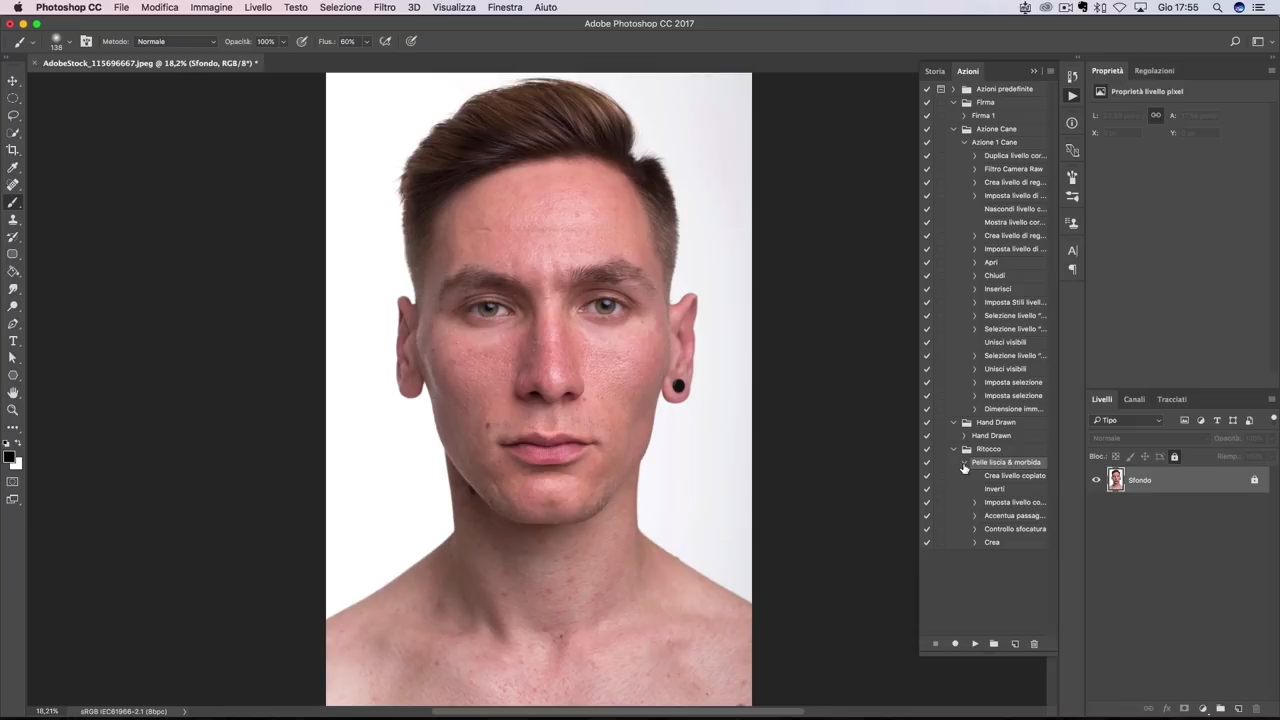 Photoshop CC File Modifica Immagine Livello Testo Selezione Filtro 3D Visualizza Finestra Aiuto Gio 17:55
Adobe Photoshop CC 2017
138 Metodo: Normale Opacità: 100% Flus.: 60%
AdobeStock_115696667.jpeg @ 18,2% (Sfondo, RGB/8*) *
Storia Azioni
Azioni predefinite
Firma
Firma 1
Azione Cane
Azione 1 Cane
Duplica livello cor...
Filtro Camera Raw
Crea livello di reg...
Imposta livello di ...
Nascondi livello c...
Mostra livello cor...
Crea livello di reg...
Imposta livello di ...
Apri
Chiudi
Inserisci
Imposta Stili livell...
Selezione livello “...
Selezione livello “...
Unisci visibili
Selezione livello “...
Unisci visibili
Imposta selezione
Imposta selezione
Dimensione imm...
Hand Drawn
Hand Drawn
Ritocco
Pelle liscia & morbida
Crea livello copiato
Inverti
Imposta livello co...
Accentua passag...
Controllo sfocatura
Crea
Proprietà Regolazioni
Proprietà livello pixel
L: A:
X: Y:
Livelli Canali Tracciati
Tipo
Normale Opacità: 100%
Bloc.: Riemp.:
Sfondo
18,21% sRGB IEC61966-2.1 (8bpc)